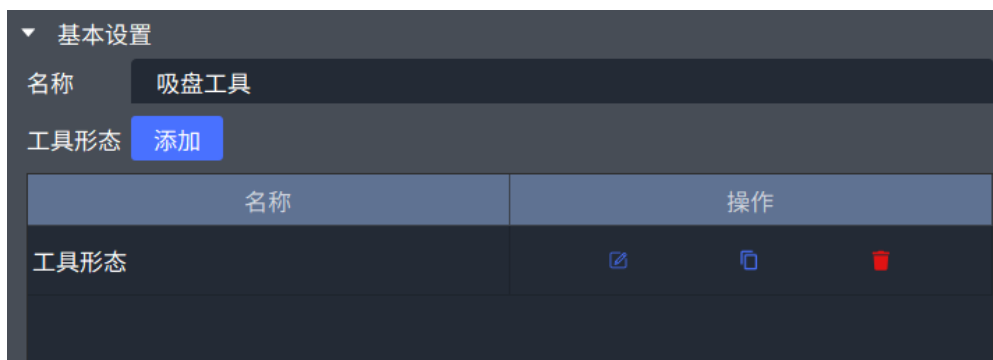 基本设置
名称 吸盘工具
工具形态 添加
名称 操作
工具形态